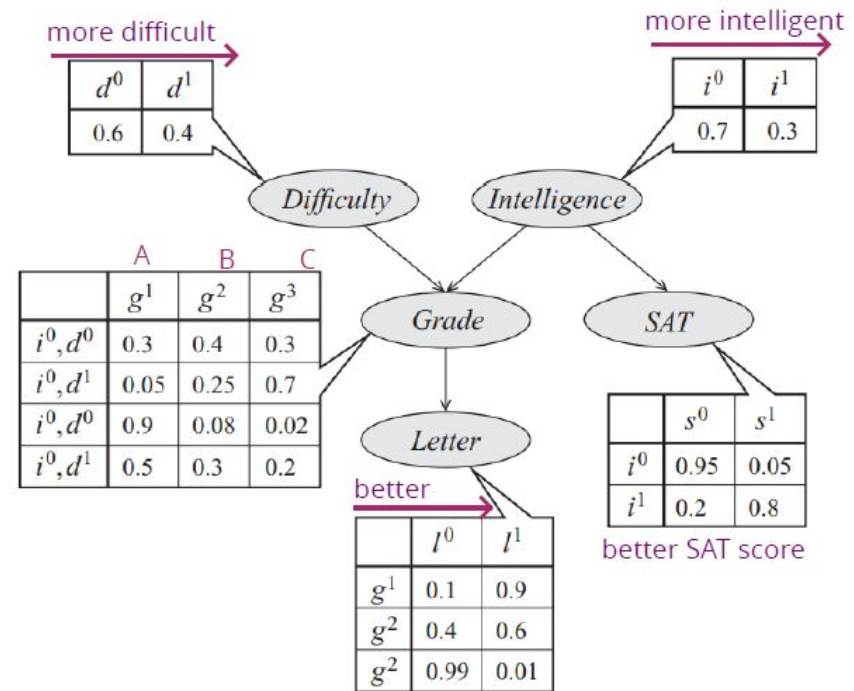 more difficult
d⁰ d¹
0.6 0.4
more intelligent
i⁰ i¹
0.7 0.3
Difficulty
Intelligence
A B C
g¹ g² g³
i⁰,d⁰ 0.3 0.4 0.3
i⁰,d¹ 0.05 0.25 0.7
i⁰,d⁰ 0.9 0.08 0.02
i⁰,d¹ 0.5 0.3 0.2
Grade
SAT
Letter
s⁰ s¹
i⁰ 0.95 0.05
i¹ 0.2 0.8
better SAT score
better
l⁰ l¹
g¹ 0.1 0.9
g² 0.4 0.6
g² 0.99 0.01